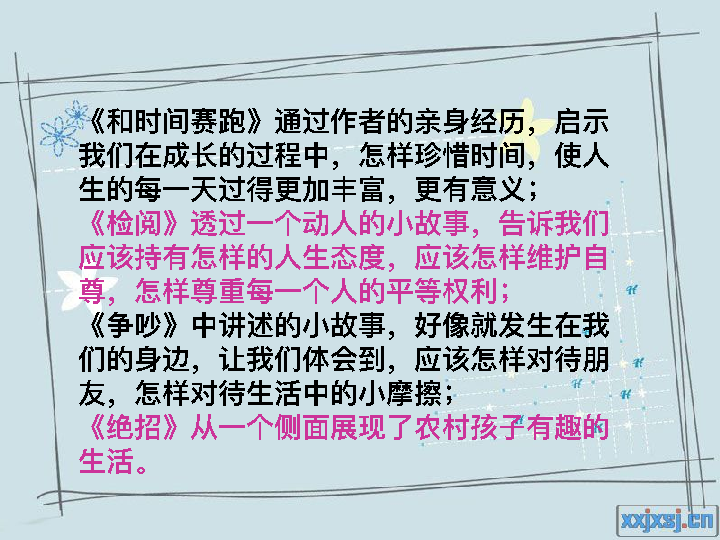 《和时间赛跑》通过作者的亲身经历，启示
我们在成长的过程中，怎样珍惜时间，使人
生的每一天过得更加丰富，更有意义；
《检阅》透过一个动人的小故事，告诉我们
应该持有怎样的人生态度，应该怎样维护自
尊，怎样尊重每一个人的平等权利；
《争吵》中讲述的小故事，好像就发生在我
们的身边，让我们体会到，应该怎样对待朋
友，怎样对待生活中的小摩擦；
《绝招》从一个侧面展现了农村孩子有趣的
生活。
xxjxsj.cn